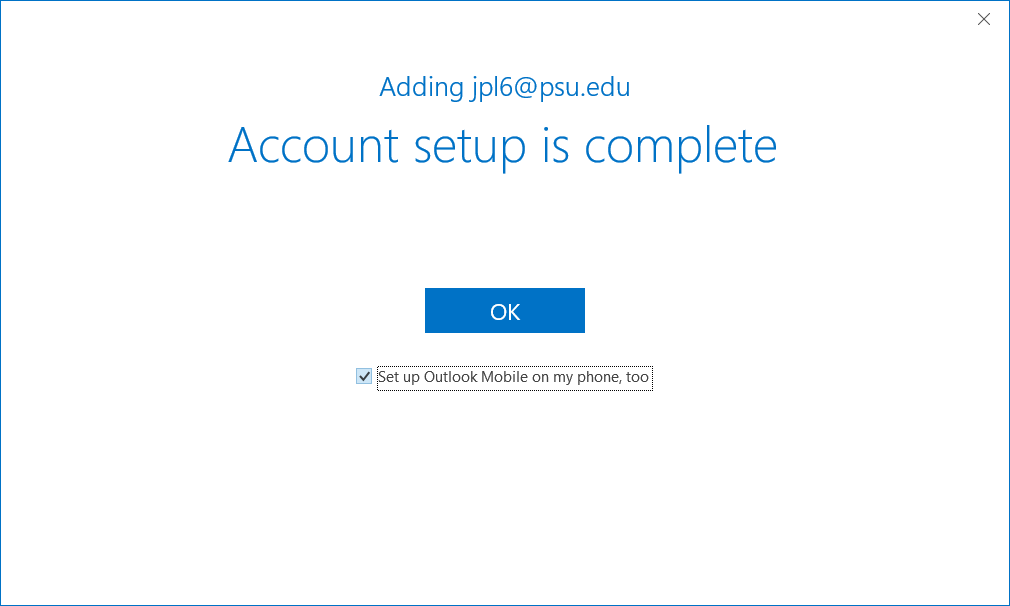 Adding jpl6@psu.edu
Account setup is complete
OK
Set up Outlook Mobile on my phone, too